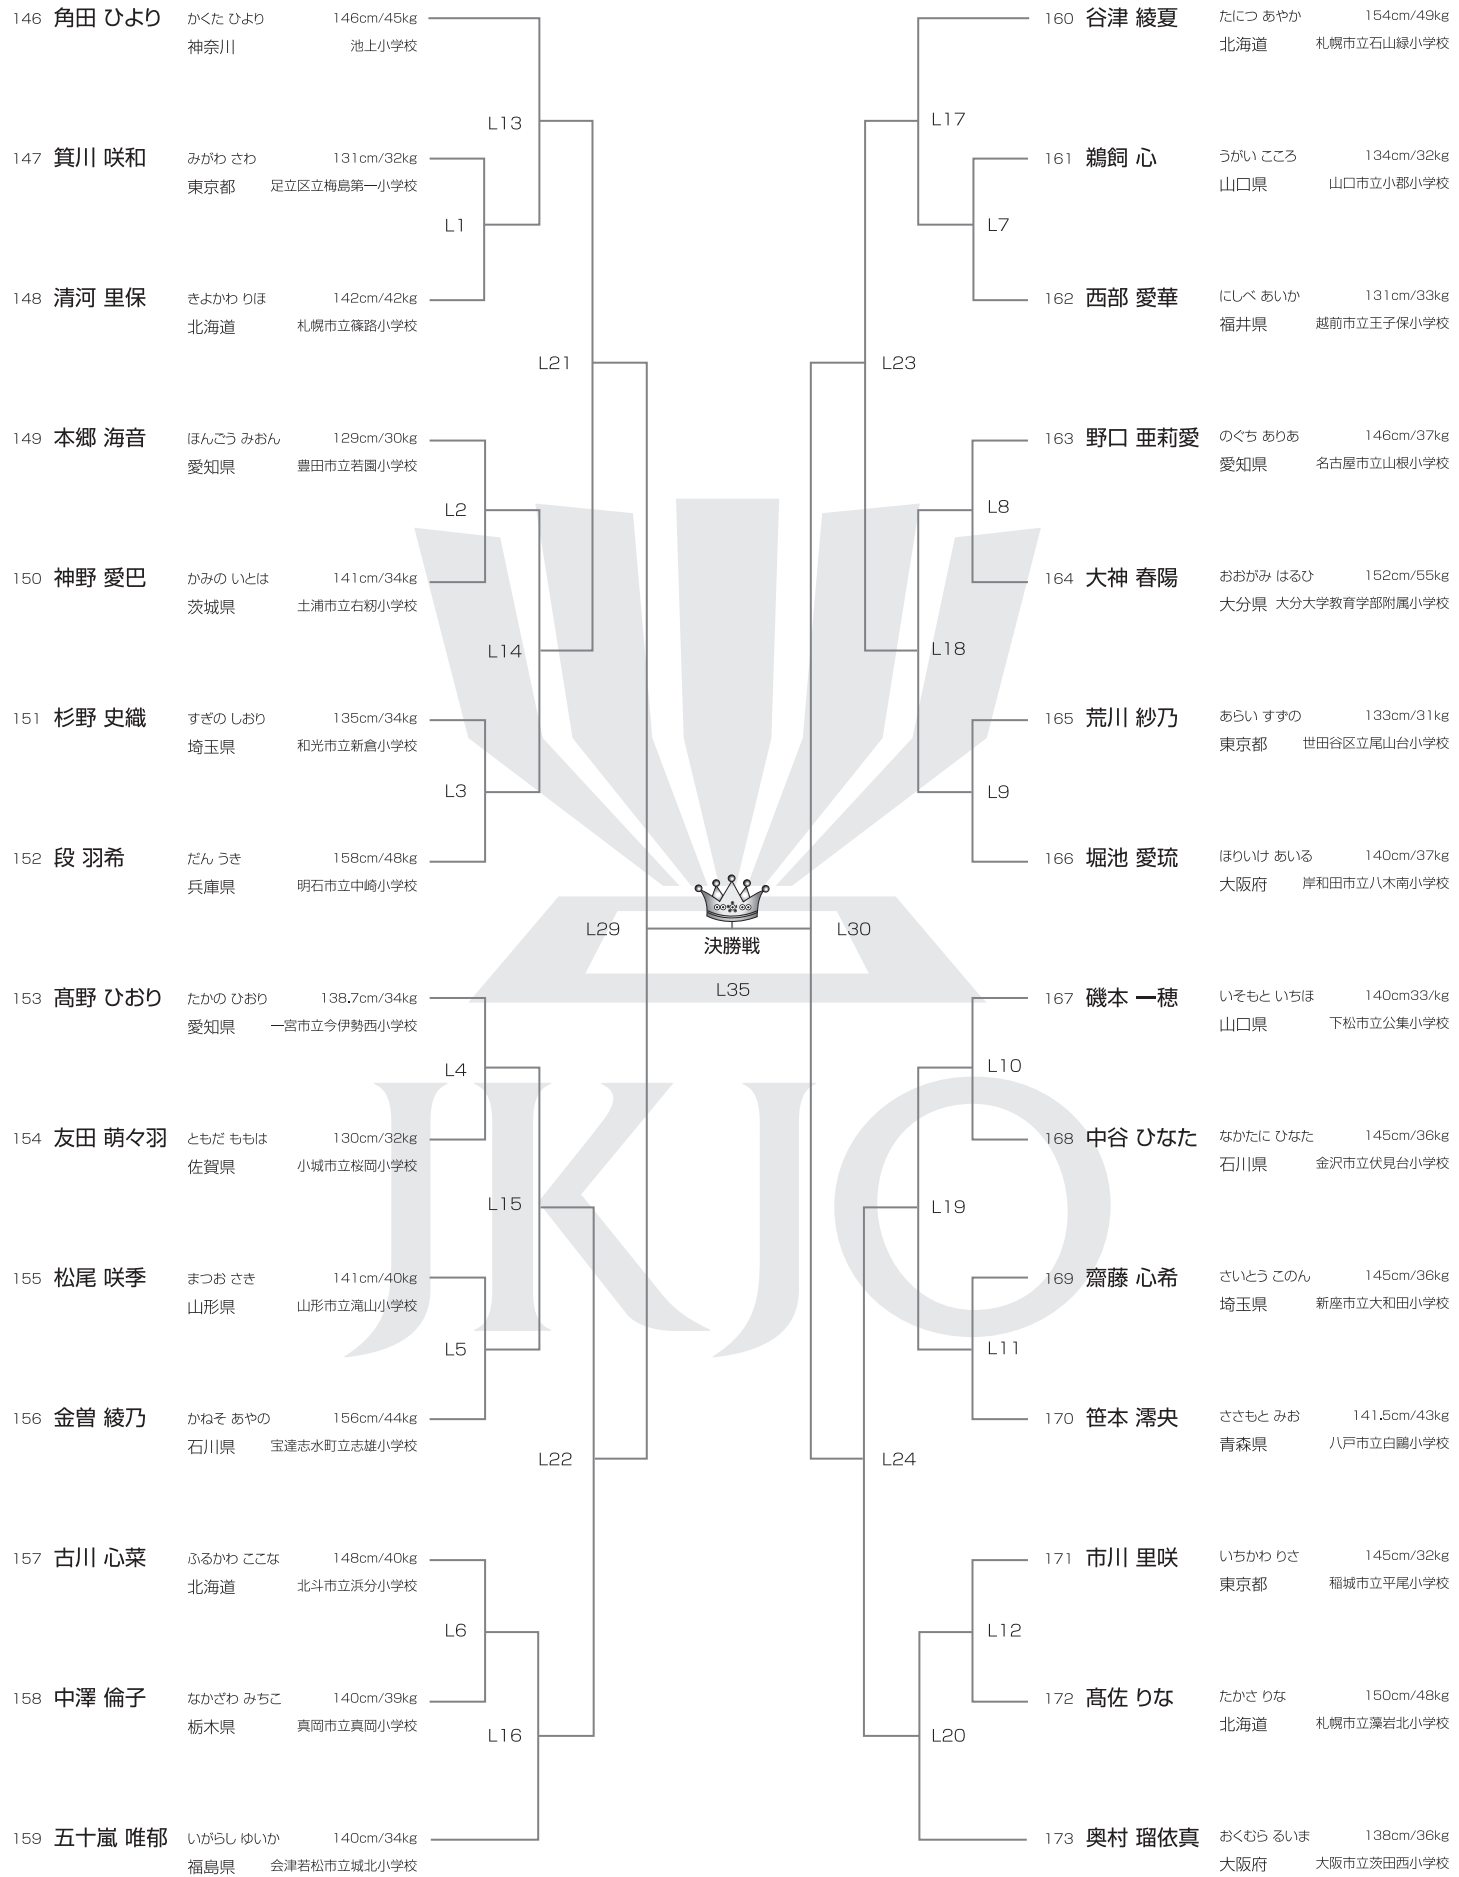 146 角田 ひより かくた ひより 146cm/45kg
神奈川 池上小学校
147 箕川 咲和 みがわ さわ 131cm/32kg
東京都 足立区立梅島第一小学校
148 清河 里保 きよかわ りほ 142cm/42kg
北海道 札幌市立篠路小学校
149 本郷 海音 ほんごう みおん 129cm/30kg
愛知県 豊田市立若園小学校
150 神野 愛巴 かみの いとは 141cm/34kg
茨城県 土浦市立右籾小学校
151 杉野 史織 すぎの しおり 135cm/34kg
埼玉県 和光市立新倉小学校
152 段 羽希 だん うき 158cm/48kg
兵庫県 明石市立中崎小学校
153 髙野 ひおり たかの ひおり 138.7cm/34kg
愛知県 一宮市立今伊勢西小学校
154 友田 萌々羽 ともだ ももは 130cm/32kg
佐賀県 小城市立桜岡小学校
155 松尾 咲季 まつお さき 141cm/40kg
山形県 山形市立滝山小学校
156 金曽 綾乃 かねそ あやの 156cm/44kg
石川県 宝達志水町立志雄小学校
157 古川 心菜 ふるかわ ここな 148cm/40kg
北海道 北斗市立浜分小学校
158 中澤 倫子 なかざわ みちこ 140cm/39kg
栃木県 真岡市立真岡小学校
159 五十嵐 唯郁 いがらし ゆいか 140cm/34kg
福島県 会津若松市立城北小学校
L13
L1
L21
L2
L14
L3
L29
L4
L15
L5
L22
L6
L16
決勝戦
L35
JKJO
L17
L7
L23
L8
L18
L9
L30
L10
L19
L11
L24
L12
L20
160 谷津 綾夏 たにつ あやか 154cm/49kg
北海道 札幌市立石山緑小学校
161 鵜飼 心 うがい こころ 134cm/32kg
山口県 山口市立小郡小学校
162 西部 愛華 にしべ あいか 131cm/33kg
福井県 越前市立王子保小学校
163 野口 亜莉愛 のぐち ありあ 146cm/37kg
愛知県 名古屋市立山根小学校
164 大神 春陽 おおがみ はるひ 152cm/55kg
大分県 大分大学教育学部附属小学校
165 荒川 紗乃 あらい すずの 133cm/31kg
東京都 世田谷区立尾山台小学校
166 堀池 愛琉 ほりいけ あいる 140cm/37kg
大阪府 岸和田市立八木南小学校
167 磯本 一穂 いそもと いちほ 140cm33/kg
山口県 下松市立公集小学校
168 中谷 ひなた なかたに ひなた 145cm/36kg
石川県 金沢市立伏見台小学校
169 齋藤 心希 さいとう このん 145cm/36kg
埼玉県 新座市立大和田小学校
170 笹本 澪央 ささもと みお 141.5cm/43kg
青森県 八戸市立白鷗小学校
171 市川 里咲 いちかわ りさ 145cm/32kg
東京都 稲城市立平尾小学校
172 髙佐 りな たかさ りな 150cm/48kg
北海道 札幌市立藻岩北小学校
173 奥村 瑠依真 おくむら るいま 138cm/36kg
大阪府 大阪市立茨田西小学校